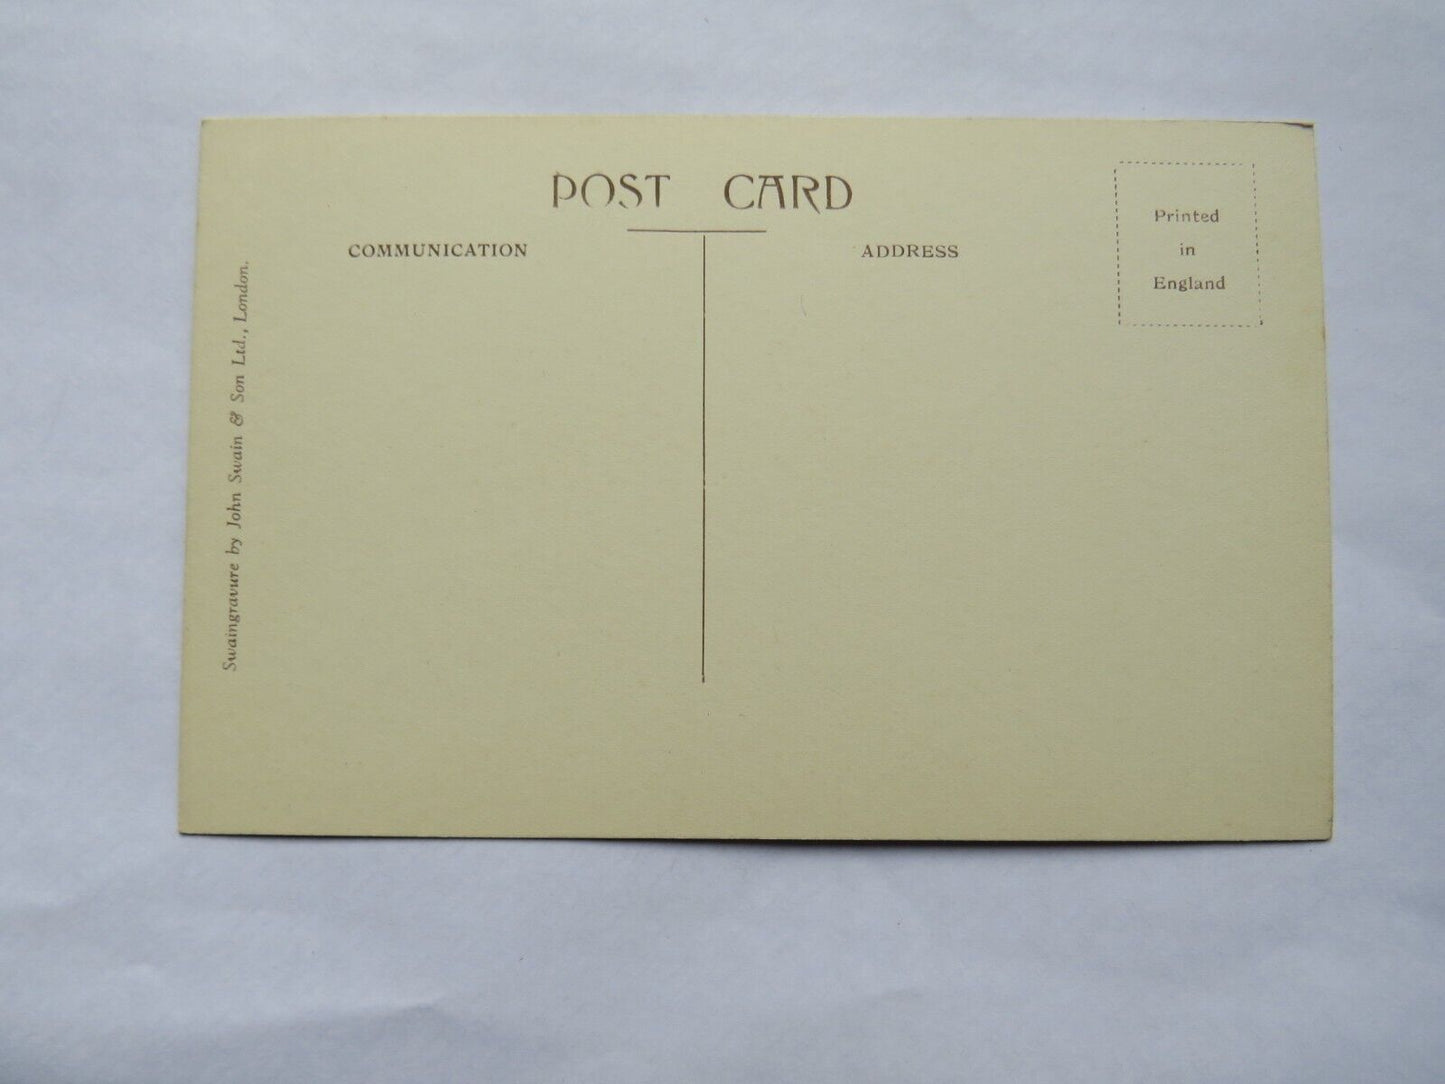 POST CARD
COMMUNICATION
ADDRESS
Printed
in
England
Swaingravure by John Swain & Son Ltd., London.